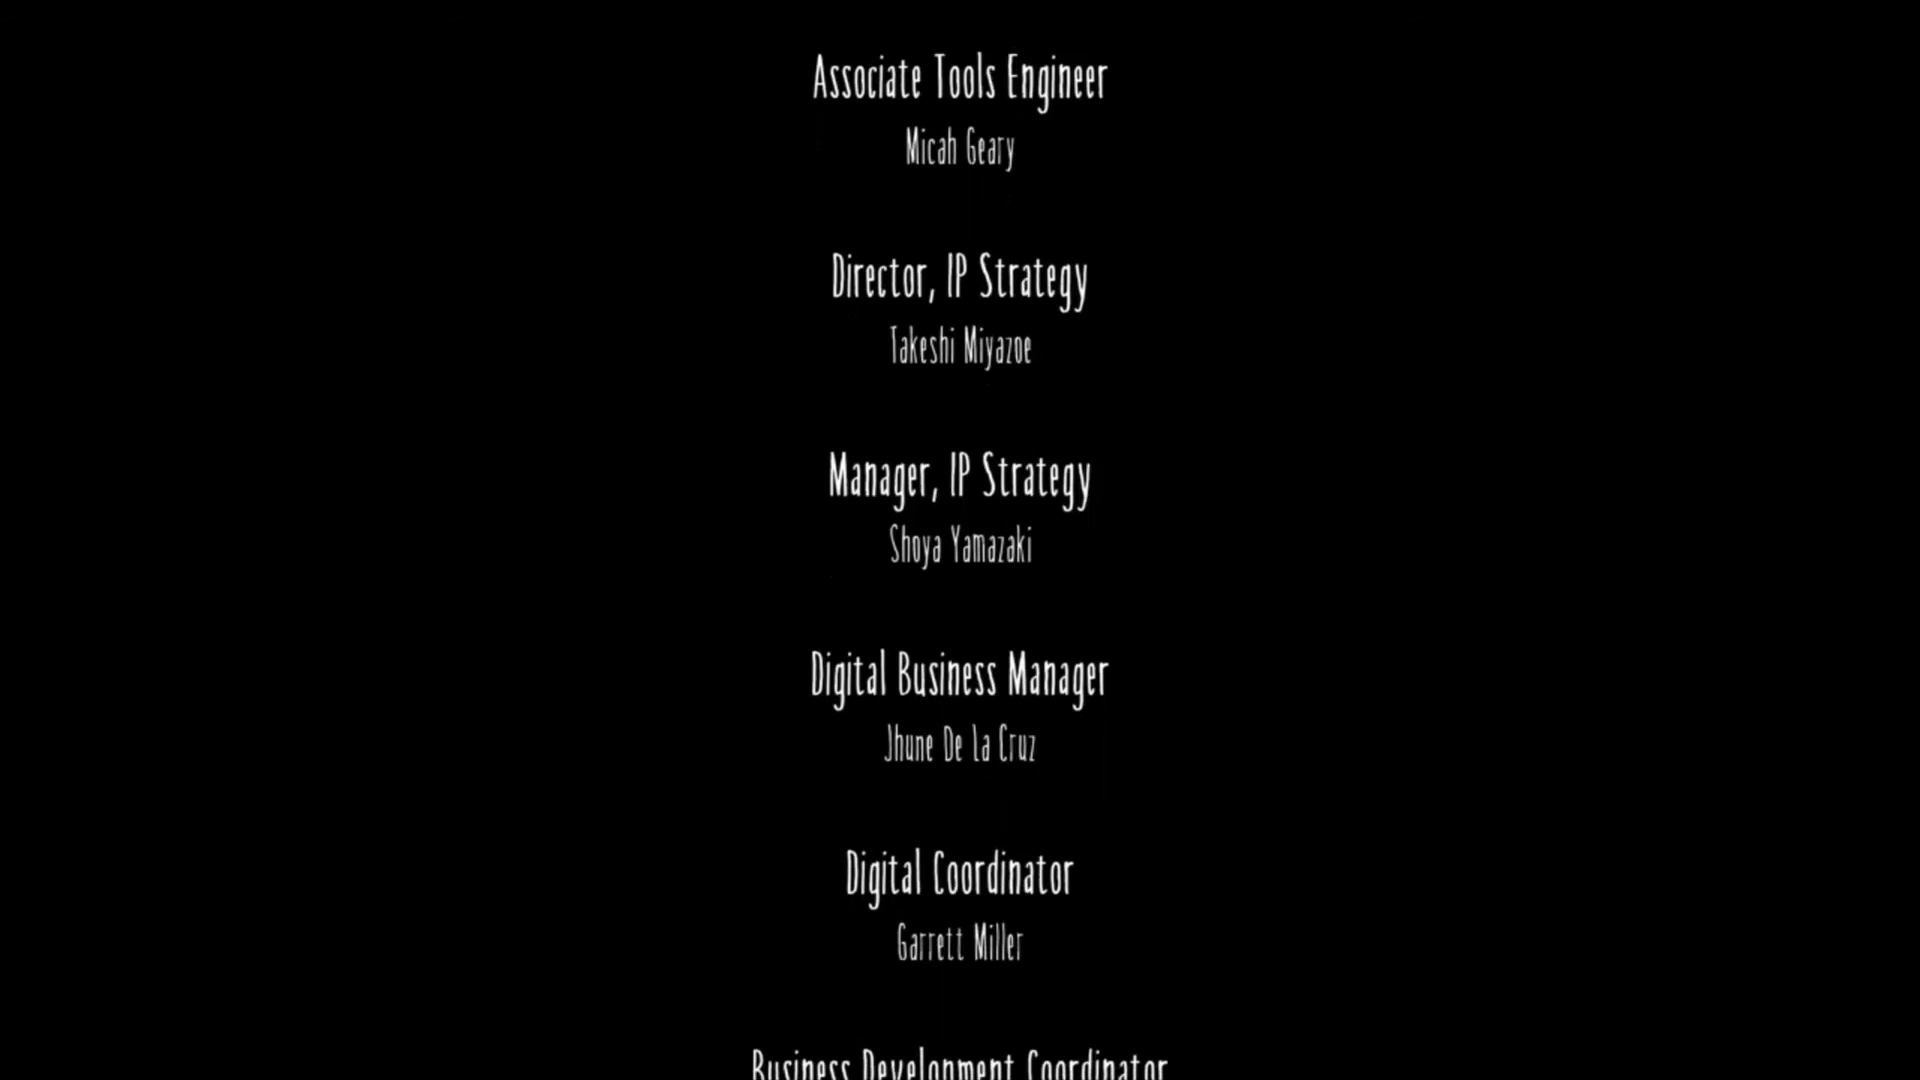 Associate Tools Engineer
Micah Geary
Director, IP Strategy
Takeshi Miyazoe
Manager, IP Strategy
Shoya Yamazaki
Digital Business Manager
Jhune De La Cruz
Digital Coordinator
Garrett Miller
Business Development Coordinator